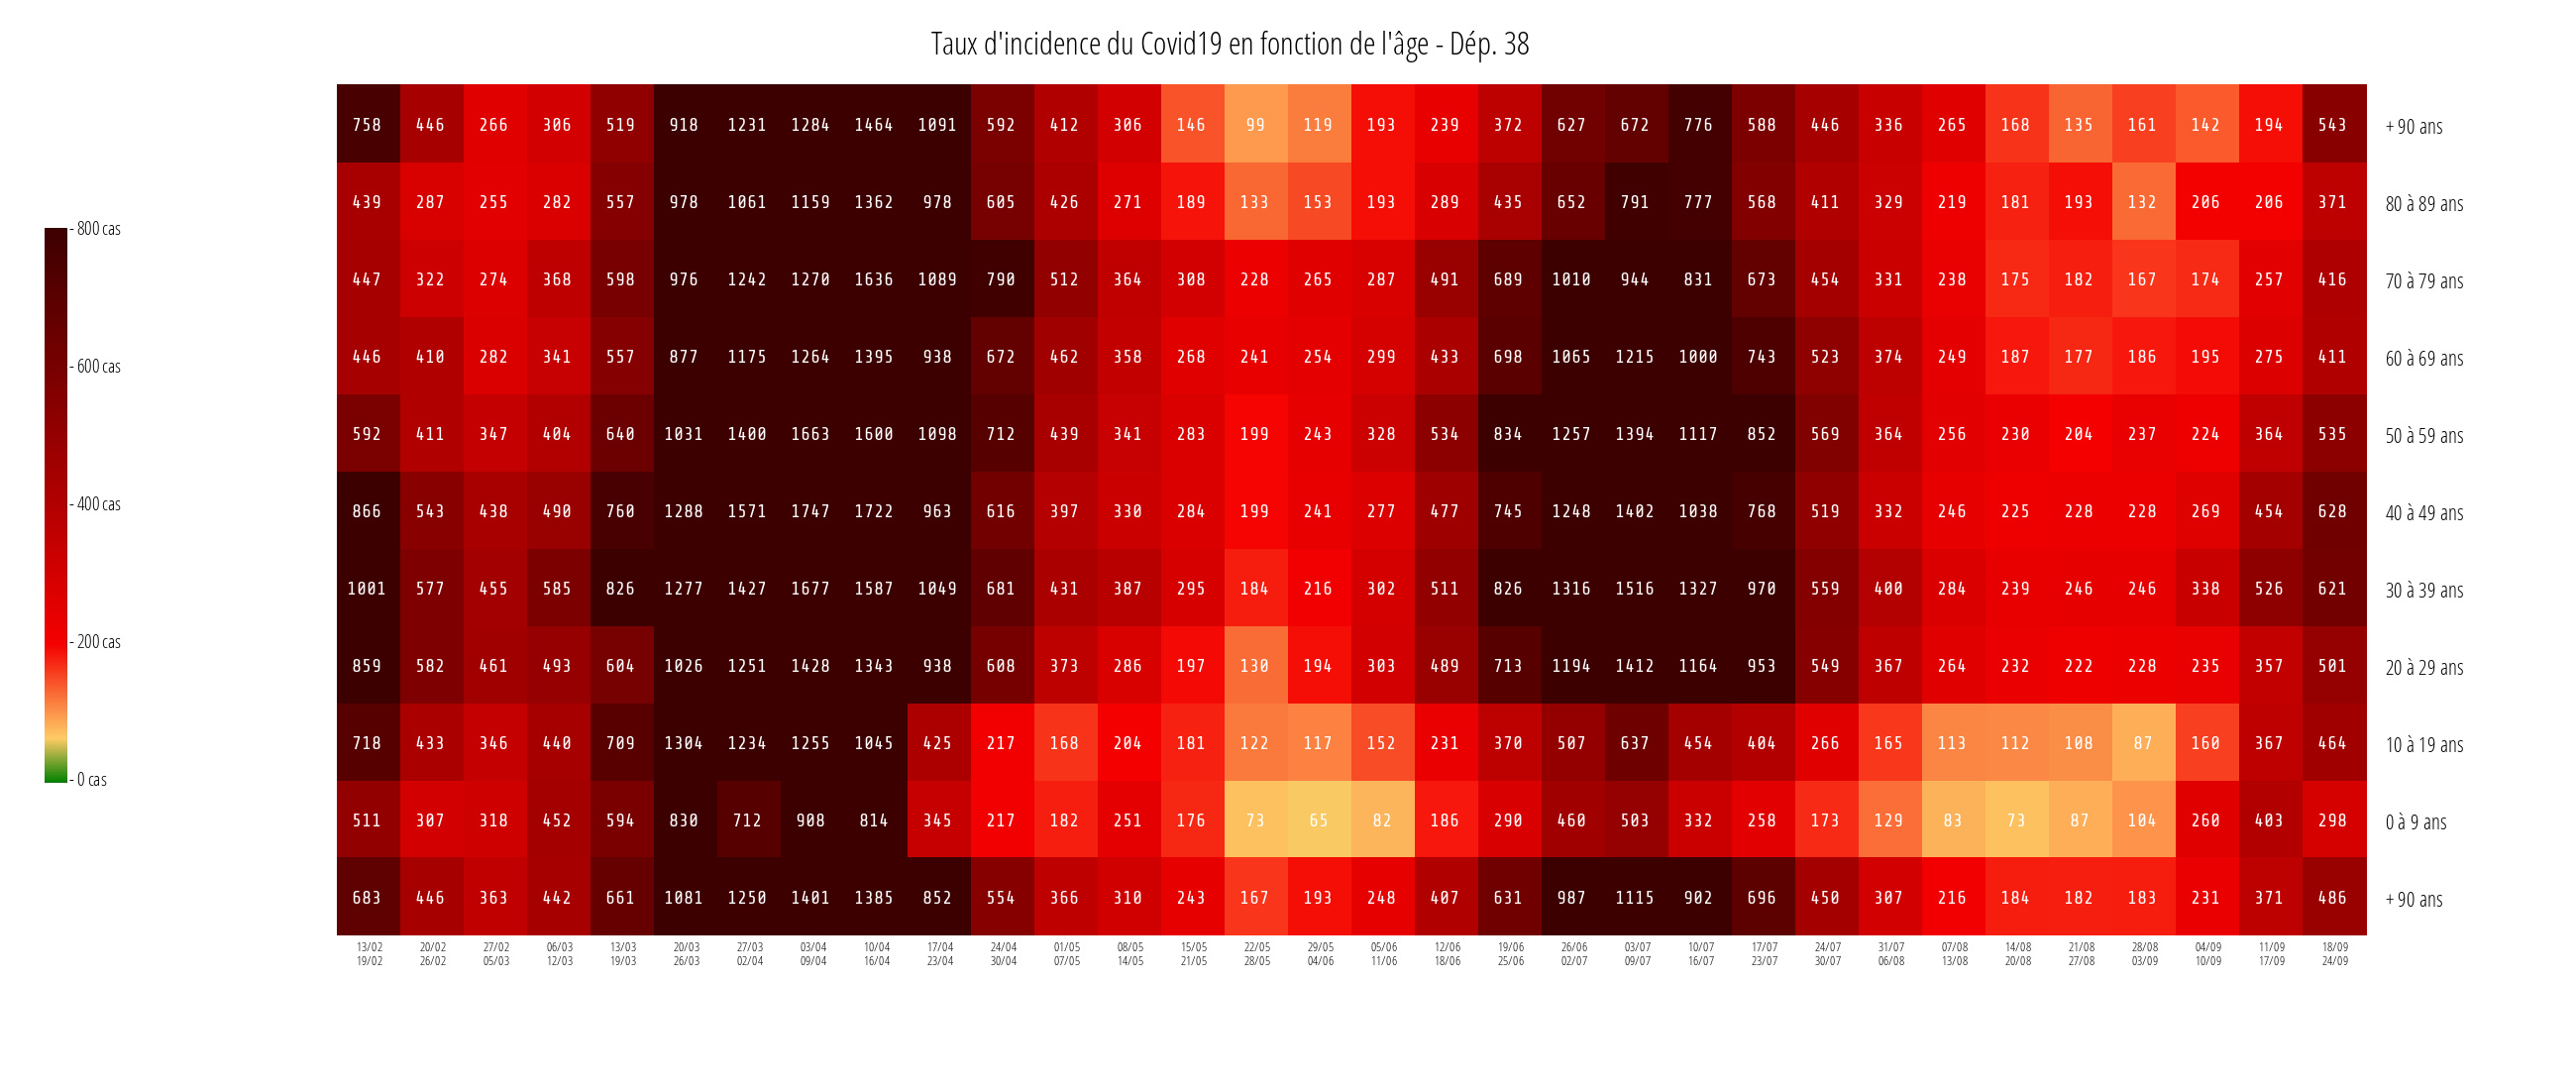 Taux d'incidence du Covid19 en fonction de l'âge - Dép. 38
- 800 cas
- 600 cas
- 400 cas
- 200 cas
- 0 cas
758 446 266 306 519 918 1231 1284 1464 1091 592 412 306 146 99 119 193 239 372 627 672 776 588 446 336 265 168 135 161 142 194 543 + 90 ans
439 287 255 282 557 978 1061 1159 1362 978 605 426 271 189 133 153 193 289 435 652 791 777 568 411 329 219 181 193 132 206 206 371 80 à 89 ans
447 322 274 368 598 976 1242 1270 1636 1089 790 512 364 308 228 265 287 491 689 1010 944 831 673 454 331 238 175 182 167 174 257 416 70 à 79 ans
446 410 282 341 557 877 1175 1264 1395 938 672 462 358 268 241 254 299 433 698 1065 1215 1000 743 523 374 249 187 177 186 195 275 411 60 à 69 ans
592 411 347 404 640 1031 1400 1663 1600 1098 712 439 341 283 199 243 328 534 834 1257 1394 1117 852 569 364 256 230 204 237 224 364 535 50 à 59 ans
866 543 438 490 760 1288 1571 1747 1722 963 616 397 330 284 199 241 277 477 745 1248 1402 1038 768 519 332 246 225 228 228 269 454 628 40 à 49 ans
1001 577 455 585 826 1277 1427 1677 1587 1049 681 431 387 295 184 216 302 511 826 1316 1516 1327 970 559 400 284 239 246 246 338 526 621 30 à 39 ans
859 582 461 493 604 1026 1251 1428 1343 938 608 373 286 197 130 194 303 489 713 1194 1412 1164 953 549 367 264 232 222 228 235 357 501 20 à 29 ans
718 433 346 440 709 1304 1234 1255 1045 425 217 168 204 181 122 117 152 231 370 507 637 454 404 266 165 113 112 108 87 160 367 464 10 à 19 ans
511 307 318 452 594 830 712 908 814 345 217 182 251 176 73 65 82 186 290 460 503 332 258 173 129 83 73 87 104 260 403 298 0 à 9 ans
683 446 363 442 661 1081 1250 1401 1385 852 554 366 310 243 167 193 248 407 631 987 1115 902 696 450 307 216 184 182 183 231 371 486 + 90 ans
13/02 20/02 27/02 06/03 13/03 20/03 27/03 03/04 10/04 17/04 24/04 01/05 08/05 15/05 22/05 29/05 05/06 12/06 19/06 26/06 03/07 10/07 17/07 24/07 31/07 07/08 14/08 21/08 28/08 04/09 11/09 18/09
19/02 26/02 05/03 12/03 19/03 26/03 02/04 09/04 16/04 23/04 30/04 07/05 14/05 21/05 28/05 04/06 11/06 18/06 25/06 02/07 09/07 16/07 23/07 30/07 06/08 13/08 20/08 27/08 03/09 10/09 17/09 24/09